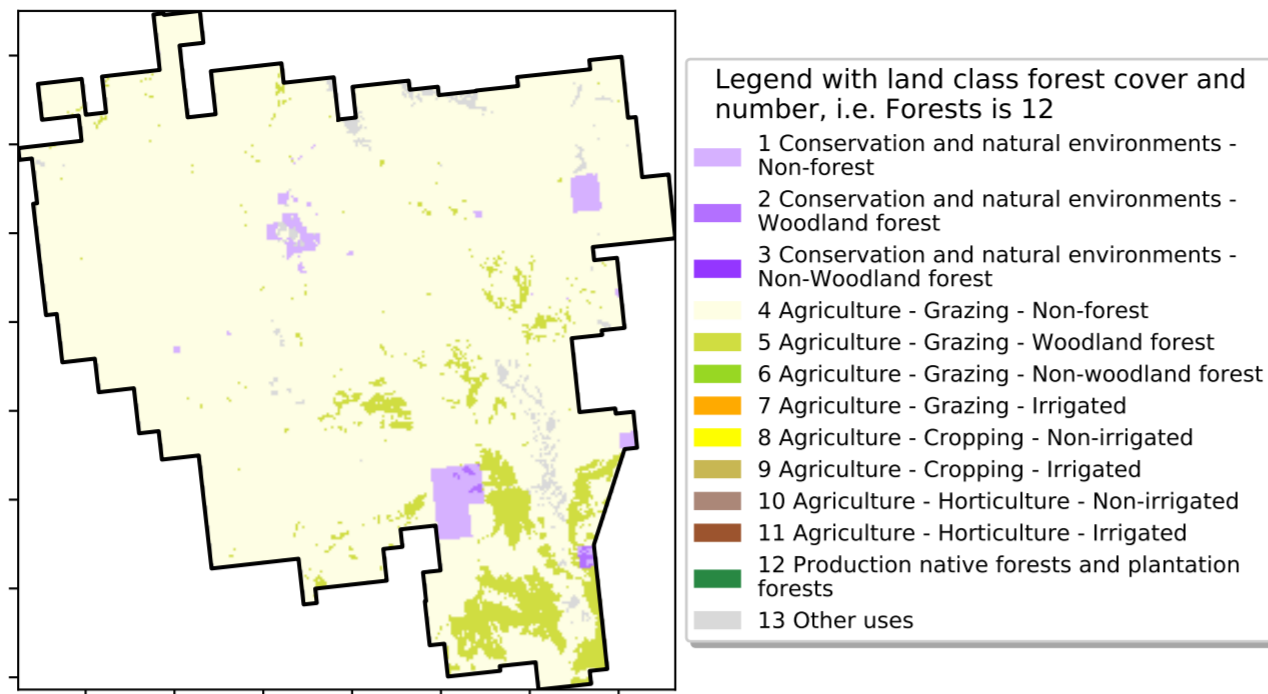 Legend with land class forest cover and
number, i.e. Forests is 12
1 Conservation and natural environments -
Non-forest
2 Conservation and natural environments -
Woodland forest
3 Conservation and natural environments -
Non-Woodland forest
4 Agriculture - Grazing - Non-forest
5 Agriculture - Grazing - Woodland forest
6 Agriculture - Grazing - Non-woodland forest
7 Agriculture - Grazing - Irrigated
8 Agriculture - Cropping - Non-irrigated
9 Agriculture - Cropping - Irrigated
10 Agriculture - Horticulture - Non-irrigated
11 Agriculture - Horticulture - Irrigated
12 Production native forests and plantation
forests
13 Other uses